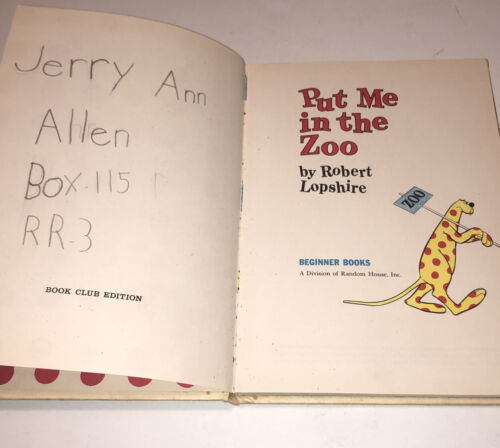 Jerry Ann
Allen
Box-115
RR-3
BOOK CLUB EDITION
Put Me
in the
Zoo
by Robert
Lopshire
ZOO
BEGINNER BOOKS
A Division of Random House, Inc.